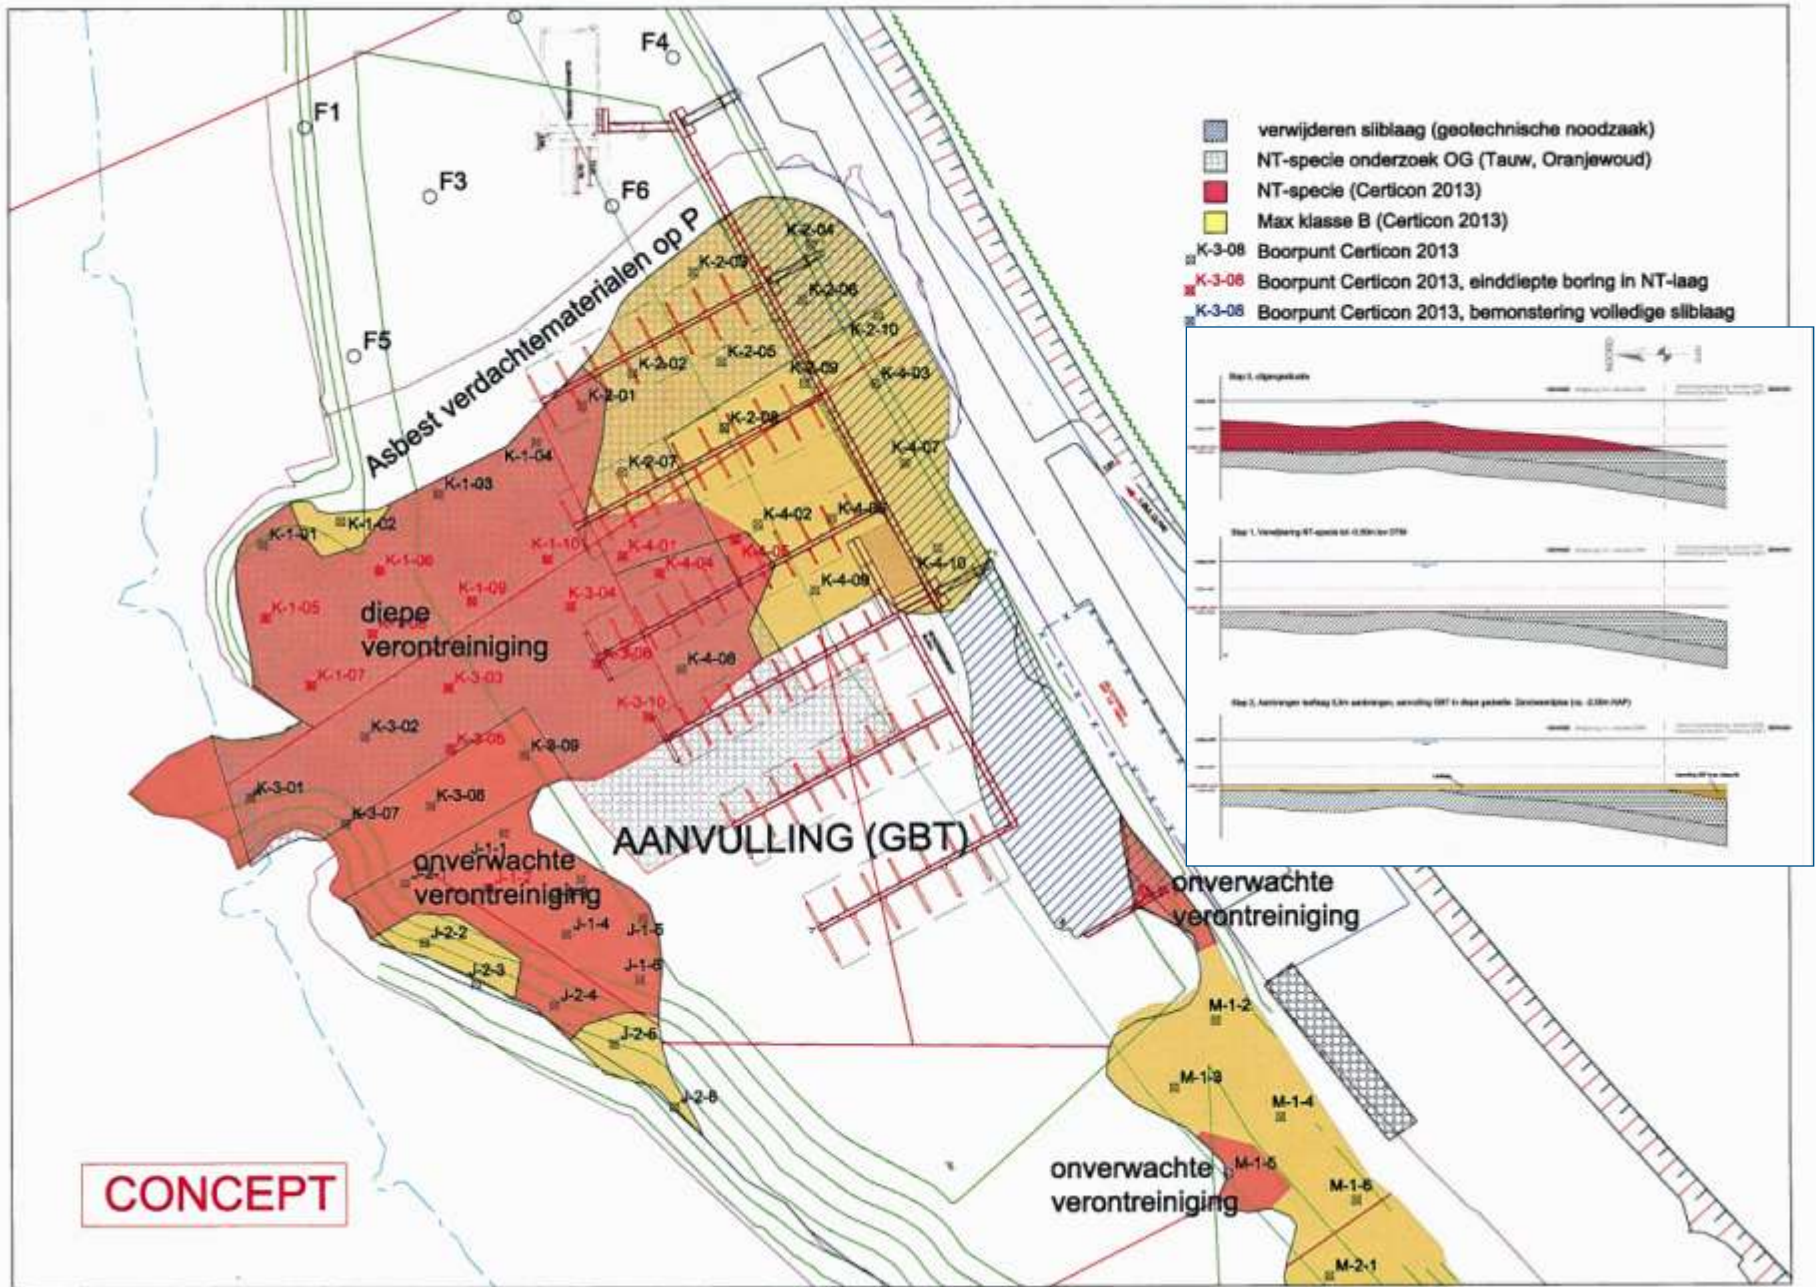 F4
F1
F3
F6
F5
Asbest verdachtematerialen op P
verwijderen sliblaag (geotechnische noodzaak)
NT-specie onderzoek OG (Tauw, Oranjewoud)
NT-specie (Certicon 2013)
Max klasse B (Certicon 2013)
K-3-08 Boorpunt Certicon 2013
K-3-08 Boorpunt Certicon 2013, einddiepte boring in NT-laag
K-3-08 Boorpunt Certicon 2013, bemonstering volledige sliblaag
NOORD
K-2-04
K-2-09
K-2-06
K-2-10
K-2-02
K-2-05
K-2-09
K-4-03
K-2-01
K-2-08
K-1-04
K-4-07
K-2-07
K-1-03
K-1-02
K-4-02
K-1-01
K-1-10
K-4-01
K-4-10
K-1-06
K-4-04
K-4-09
K-1-09
K-3-04
K-1-05
diepe
verontreiniging
K-4-08
K-1-07
K-3-03
K-3-10
K-3-02
K-3-05
K-3-09
K-3-01
K-3-08
K-3-07
AANVULLING (GBT)
onverwachte
verontreiniging
J-1-4
J-1-5
J-2-2
J-1-6
J-2-3
J-2-4
J-2-6
J-2-8
onverwachte
verontreiniging
M-1-2
M-1-3
M-1-4
onverwachte
verontreiniging
M-1-5
M-1-6
M-2-1
CONCEPT